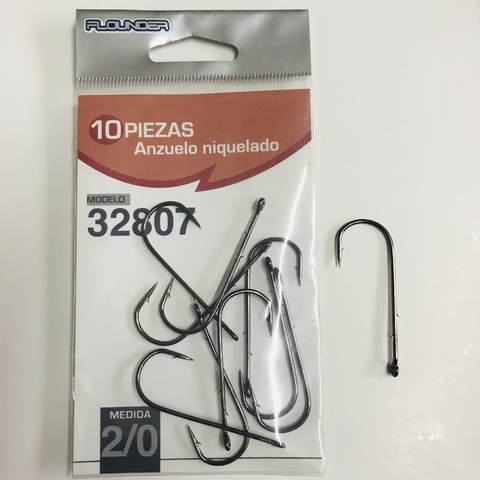 FLOUNDER
10 PIEZAS
Anzuelo niquelado
MODELO
32807
MEDIDA
2/0